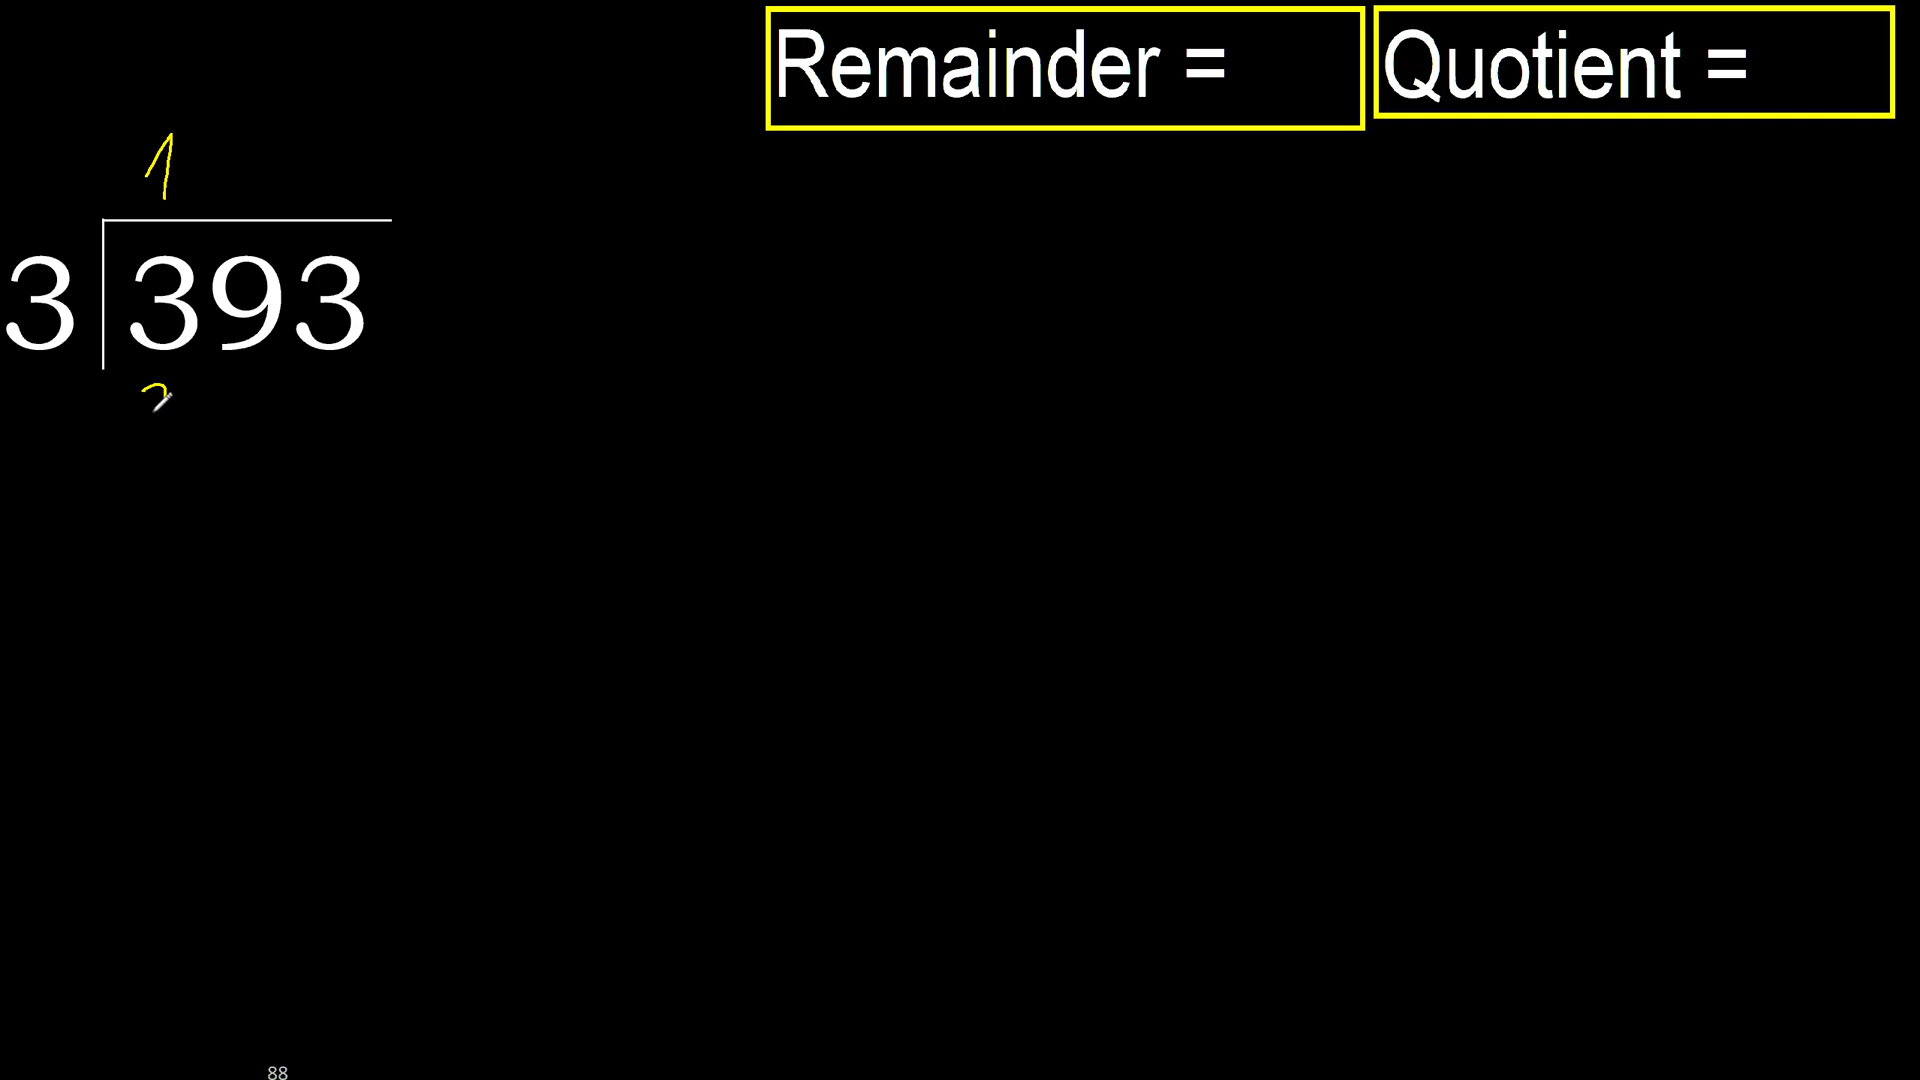 Remainder = Quotient =
1
3 393
88